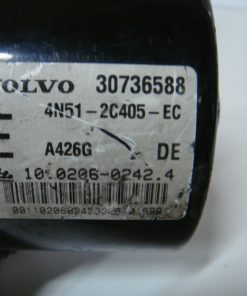 VOLVO 30736588
4N51-2C405-EC
A426G DE
10.0206-0242.4